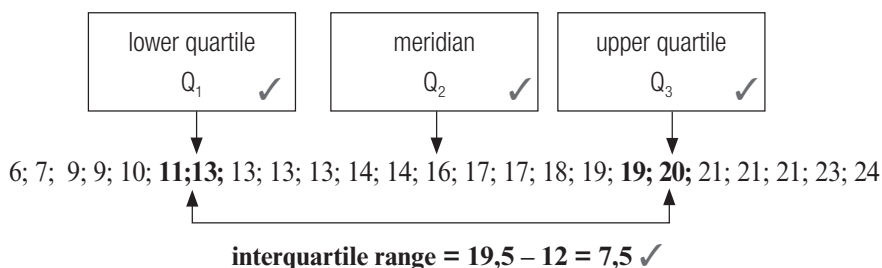 lower quartile meridian upper quartile
Q₁ ✓ Q₂ ✓ Q₃ ✓
6; 7; 9; 9; 10; 11;13; 13; 13; 13; 14; 14; 16; 17; 17; 18; 19; 19; 20; 21; 21; 21; 23; 24
interquartile range = 19,5 – 12 = 7,5 ✓